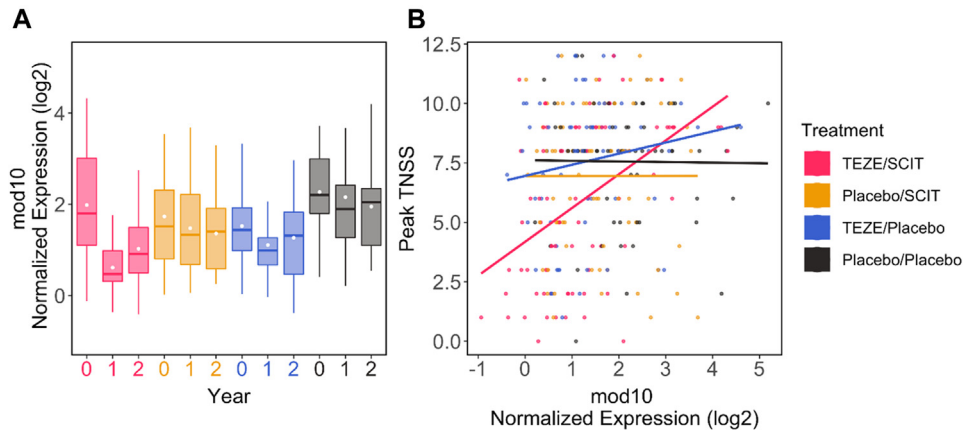 A
mod10
Normalized Expression (log2)
4
2
0
0 1 2 0 1 2 0 1 2 0 1 2
Year
B
Peak TNSS
12.5
10.0
7.5
5.0
2.5
0.0
-1 0 1 2 3 4 5
mod10
Normalized Expression (log2)
Treatment
TEZE/SCIT
Placebo/SCIT
TEZE/Placebo
Placebo/Placebo